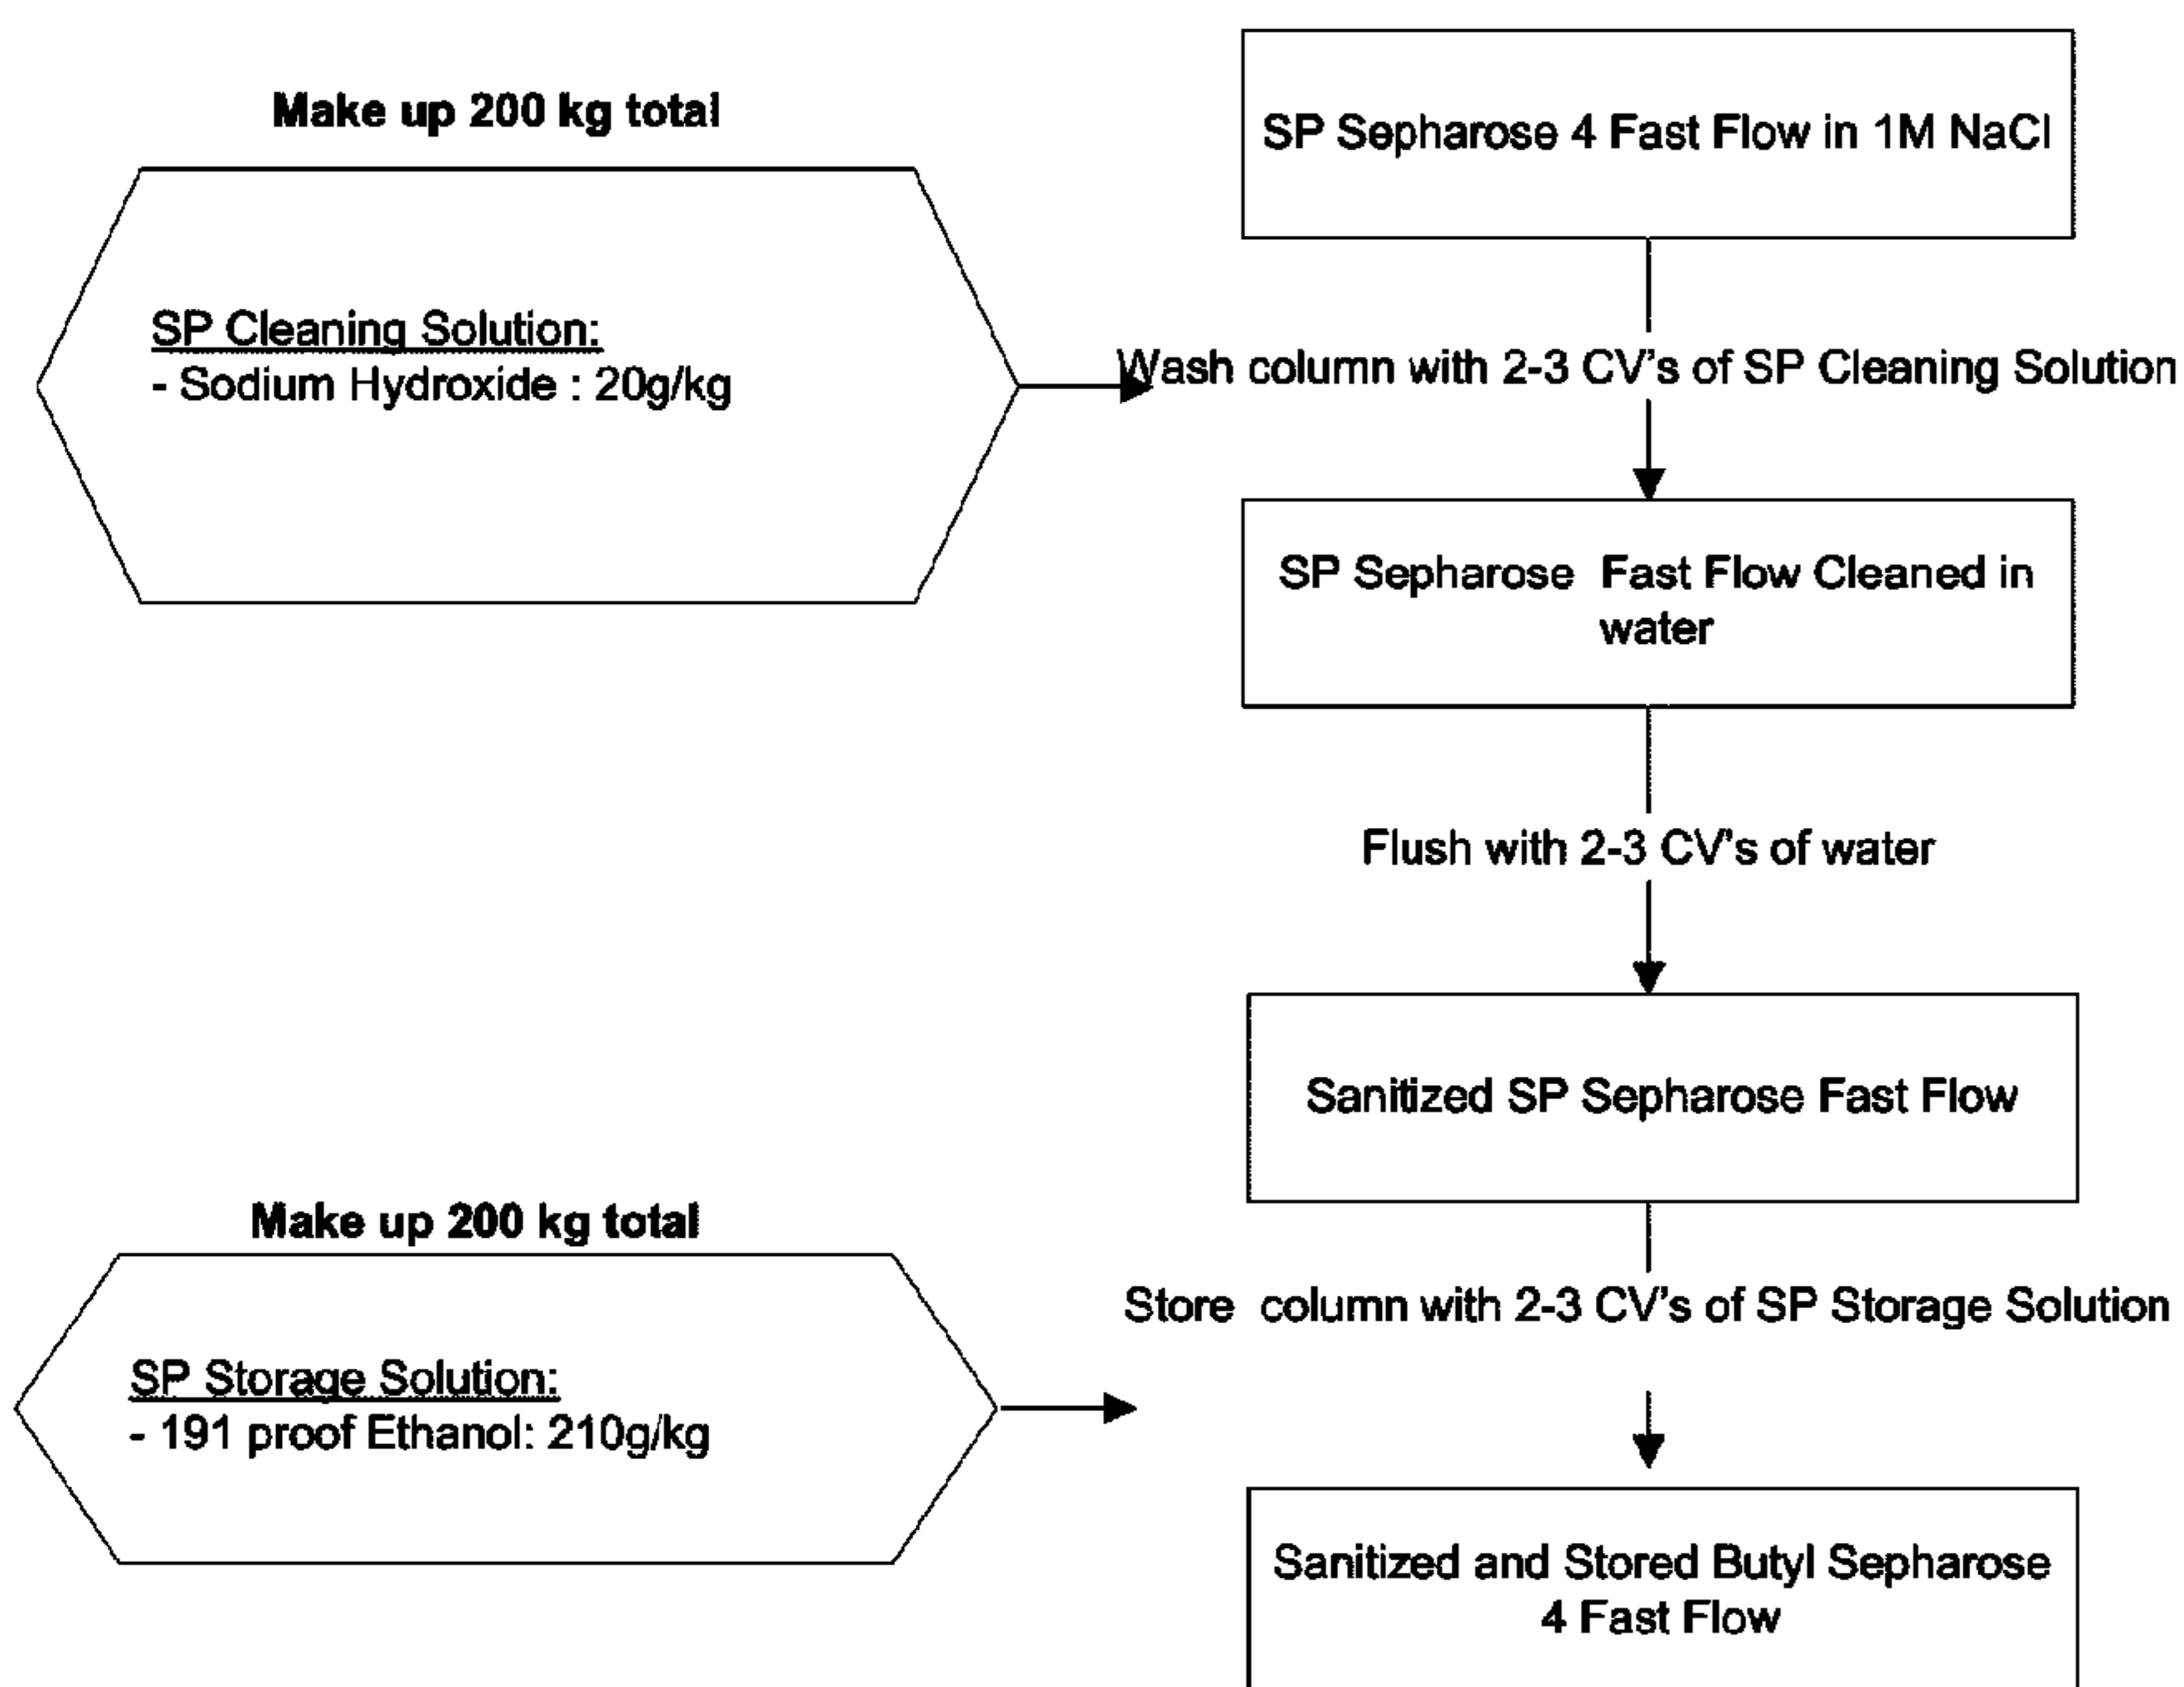 Make up 200 kg total
SP Cleaning Solution:
- Sodium Hydroxide : 20g/kg
SP Sepharose 4 Fast Flow in 1M NaCl
Wash column with 2-3 CV's of SP Cleaning Solution
SP Sepharose Fast Flow Cleaned in
water
Flush with 2-3 CV's of water
Sanitized SP Sepharose Fast Flow
Make up 200 kg total
SP Storage Solution:
- 191 proof Ethanol: 210g/kg
Store column with 2-3 CV's of SP Storage Solution
Sanitized and Stored Butyl Sepharose
4 Fast Flow